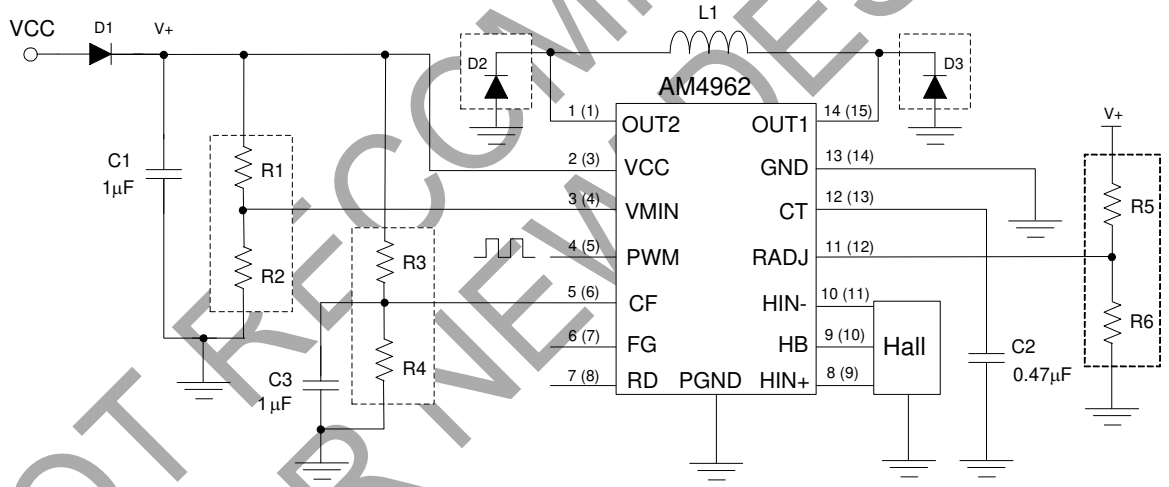 L1
VCC
D1
V+
D2
D3
AM4962
1 (1)
OUT2
OUT1
14 (15)
V+
2 (3)
VCC
GND
13 (14)
C1
1μF
R1
3 (4)
VMIN
CT
12 (13)
R5
4 (5)
PWM
RADJ
11 (12)
R2
R3
5 (6)
CF
HIN-
10 (11)
R6
6 (7)
FG
HB
9 (10)
Hall
C2
0.47μF
R4
C3
1μF
7 (8)
RD
PGND
HIN+
8 (9)